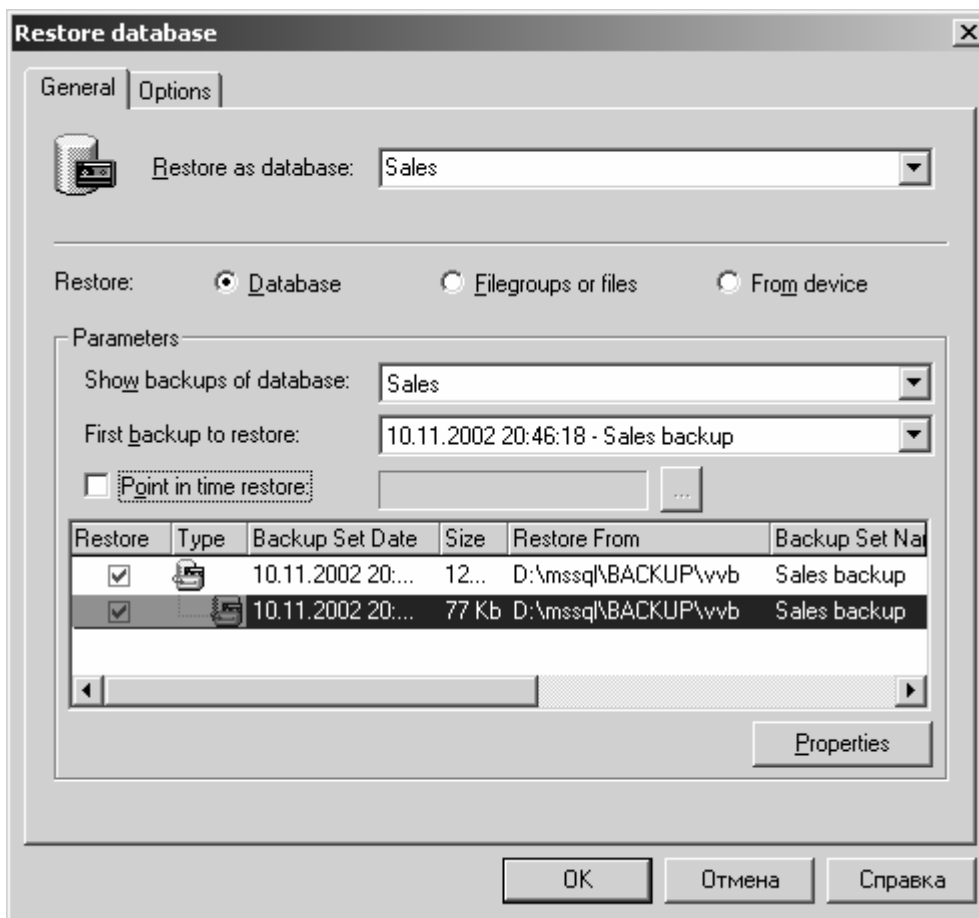 Restore database
General Options
Restore as database: Sales
Restore: Database Filegroups or files From device
Parameters
Show backups of database: Sales
First backup to restore: 10.11.2002 20:46:18 - Sales backup
Point in time restore: ...
Restore Type Backup Set Date Size Restore From Backup Set Nai
10.11.2002 20:... 12... D:\mssql\BACKUP\vvb Sales backup
10.11.2002 20:... 77 Kb D:\mssql\BACKUP\vvb Sales backup
Properties
OK Отмена Справка